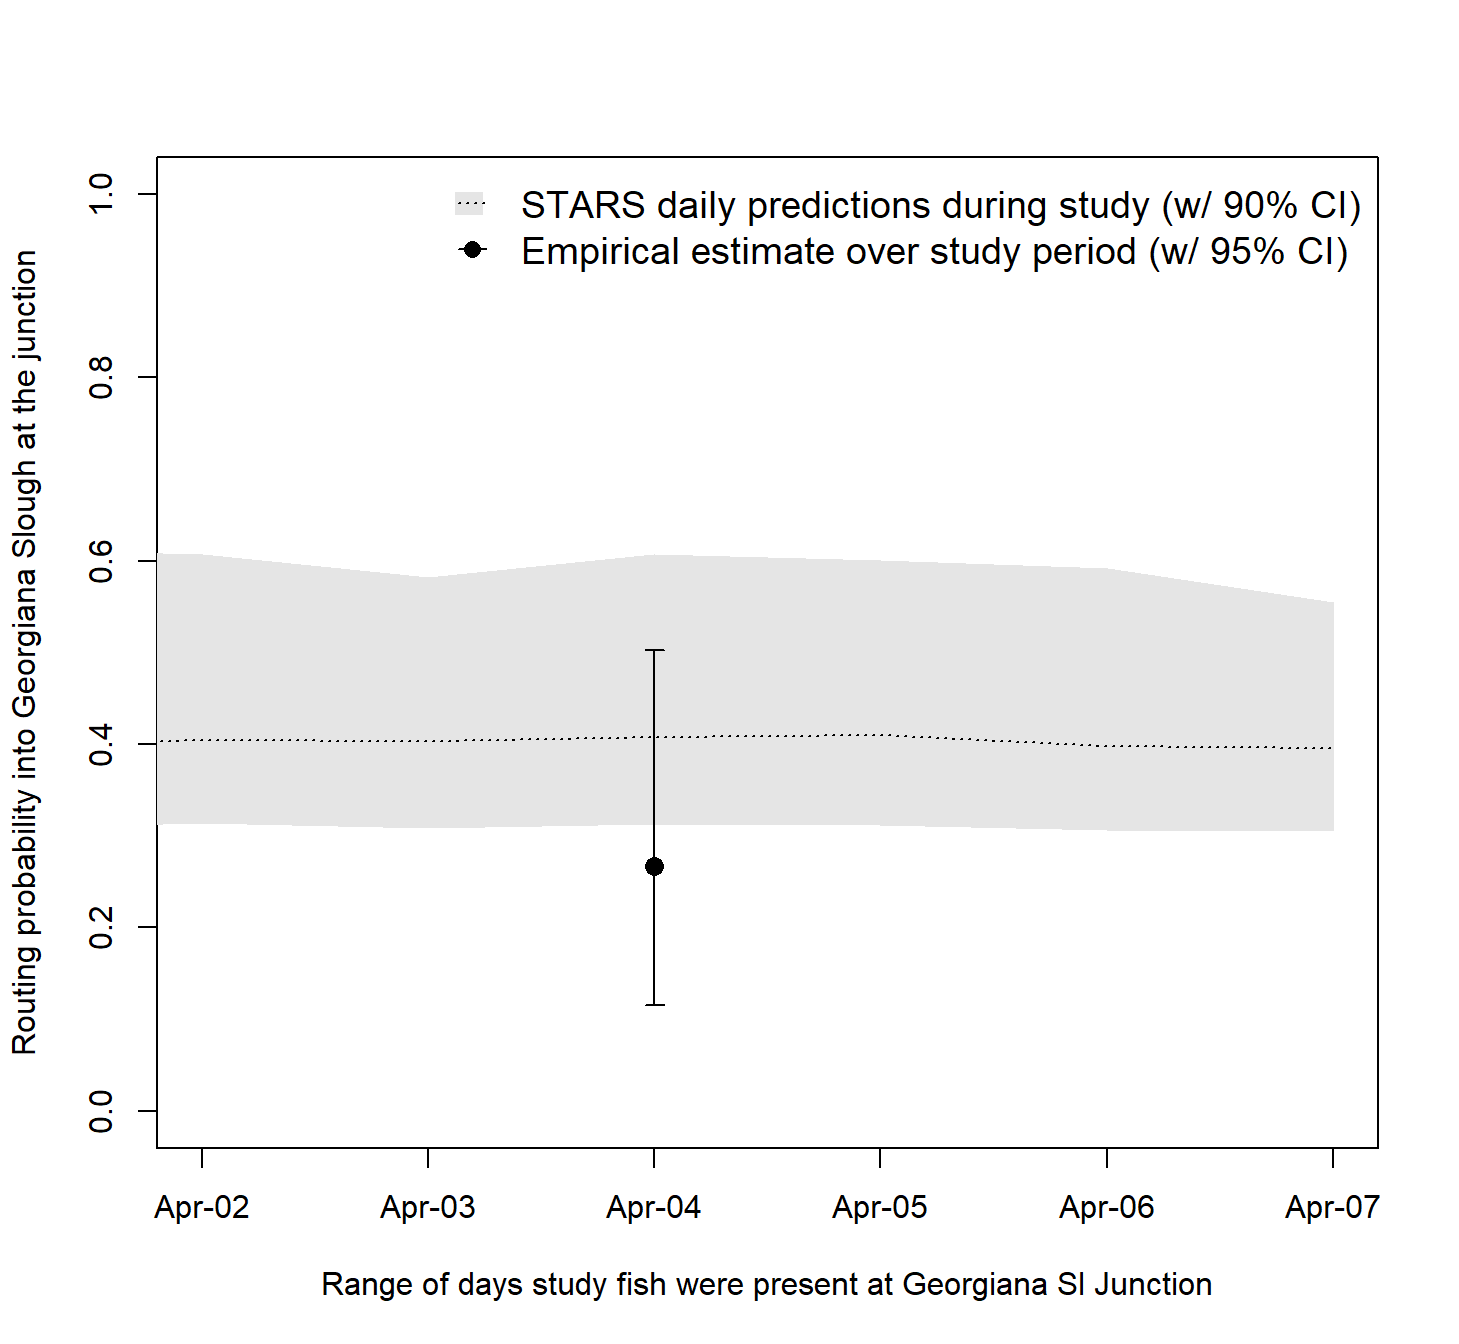 STARS daily predictions during study (w/ 90% CI)
Empirical estimate over study period (w/ 95% CI)
Routing probability into Georgiana Slough at the junction
1.0
0.8
0.6
0.4
0.2
0.0
Apr-02 Apr-03 Apr-04 Apr-05 Apr-06 Apr-07
Range of days study fish were present at Georgiana Sl Junction